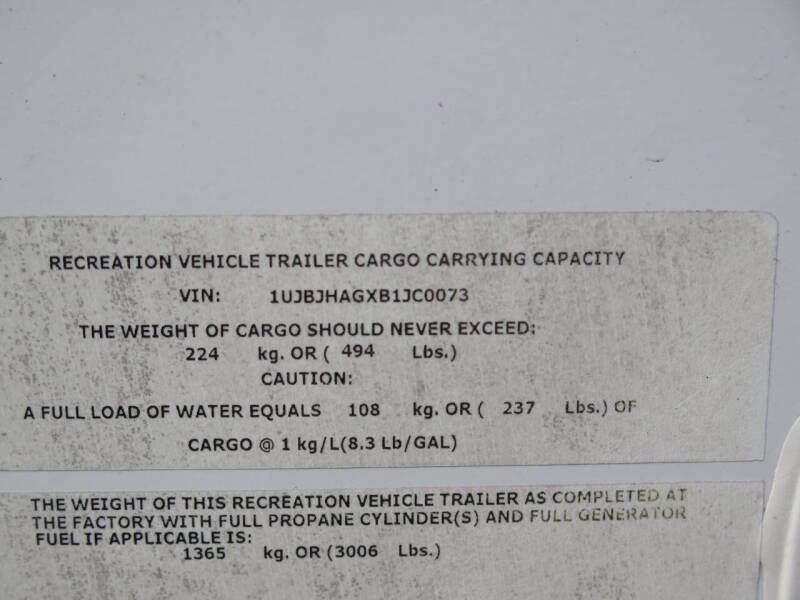 RECREATION VEHICLE TRAILER CARGO CARRYING CAPACITY
VIN: 1UJBJHAGXB1JC0073
THE WEIGHT OF CARGO SHOULD NEVER EXCEED:
224 kg. OR ( 494 Lbs.)
CAUTION:
A FULL LOAD OF WATER EQUALS 108 kg. OR ( 237 Lbs.) OF
CARGO @ 1 kg/L(8.3 Lb/GAL)
THE WEIGHT OF THIS RECREATION VEHICLE TRAILER AS COMPLETED AT
THE FACTORY WITH FULL PROPANE CYLINDER(S) AND FULL GENERATOR
FUEL IF APPLICABLE IS:
1365 kg. OR (3006 Lbs.)